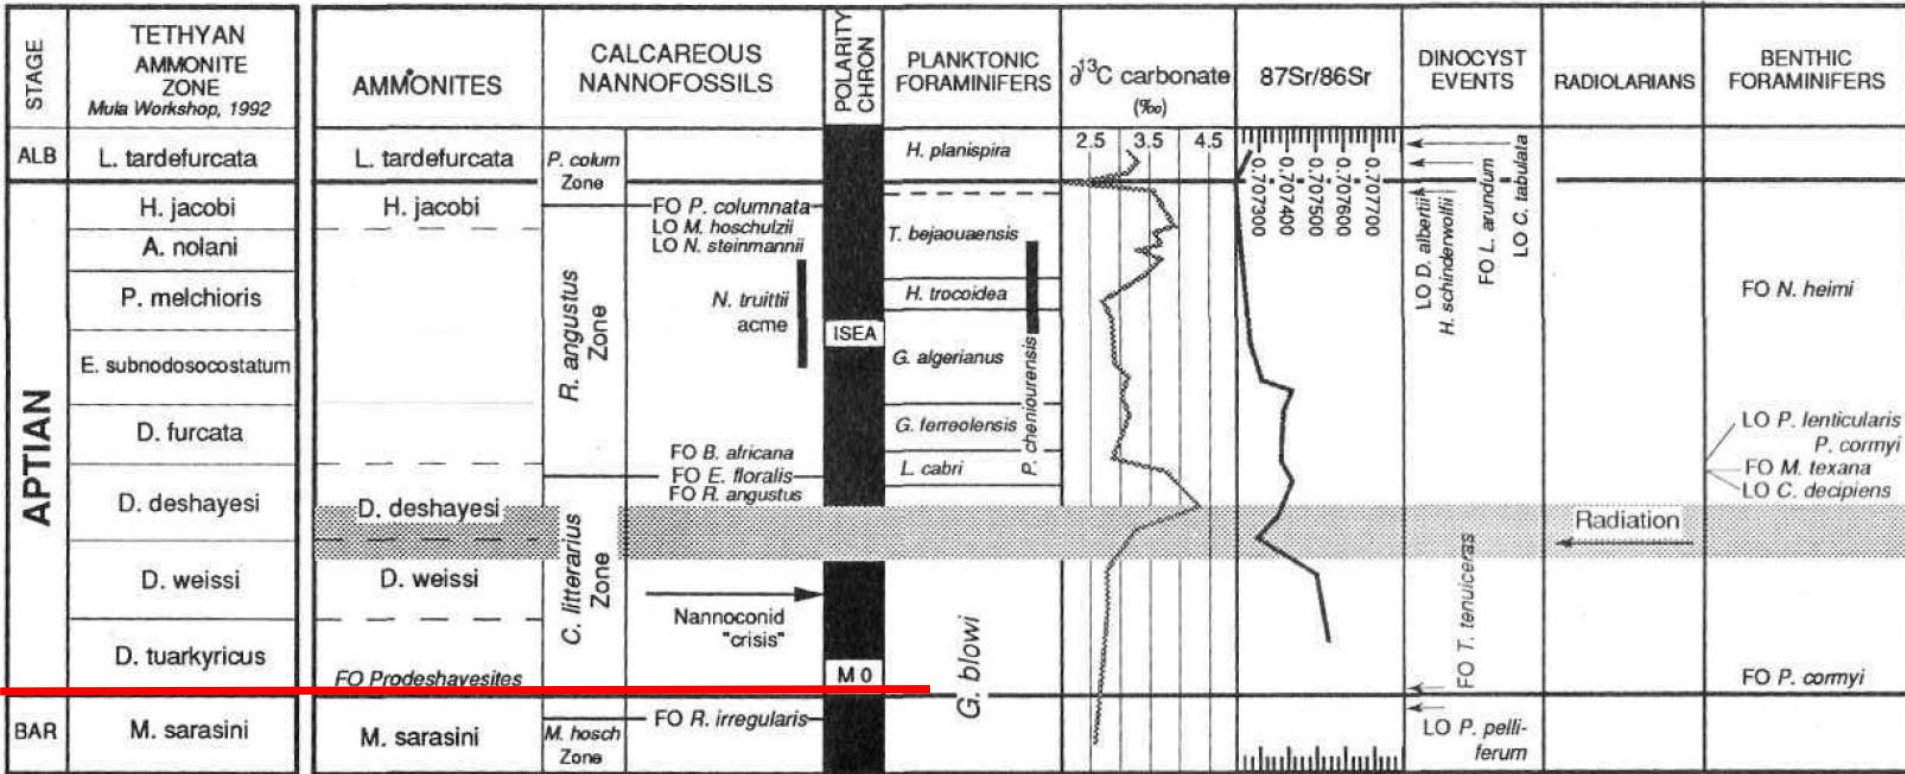 STAGE
TETHYAN
AMMONITE
ZONE
Mula Workshop, 1992
AMMONITES
CALCAREOUS
NANNOFOSSILS
POLARITY
CHRON
PLANKTONIC
FORAMINIFERS
∂13C carbonate
(‰)
87Sr/86Sr
DINOCYST
EVENTS
RADIOLARIANS
BENTHIC
FORAMINIFERS
ALB
APTIAN
BAR
L. tardefurcata
H. jacobi
A. nolani
P. melchioris
E. subnodosocostatum
D. furcata
D. deshayesi
D. weissi
D. tuarkyricus
M. sarasini
L. tardefurcata
H. jacobi
D. deshayesi
D. weissi
FO Prodeshayesites
M. sarasini
P. colum
Zone
R. angustus
Zone
C. litterarius
Zone
M. hosch
Zone
FO P. columnata
LO M. hoschulzii
LO N. steinmannii
N. truittii
acme
FO B. africana
FO E. floralis
FO R. angustus
Nannoconid
"crisis"
FO R. irregularis
ISEA
M 0
H. planispira
T. bejaouaensis
H. trocoidea
G. algerianus
G. ferreolensis
L. cabri
P. cheniourensis
G. blowi
2.5 3.5 4.5
0,707300
0,707400
0,707500
0,707600
0,707700
LO D. albertii
H. schinderwolfii
FO L. arundum
LO C. tabulata
FO T. tenuiceras
LO P. pelli-
ferum
Radiation
FO N. heimi
LO P. lenticularis
P. cormyi
FO M. texana
LO C. decipiens
FO P. cormyi